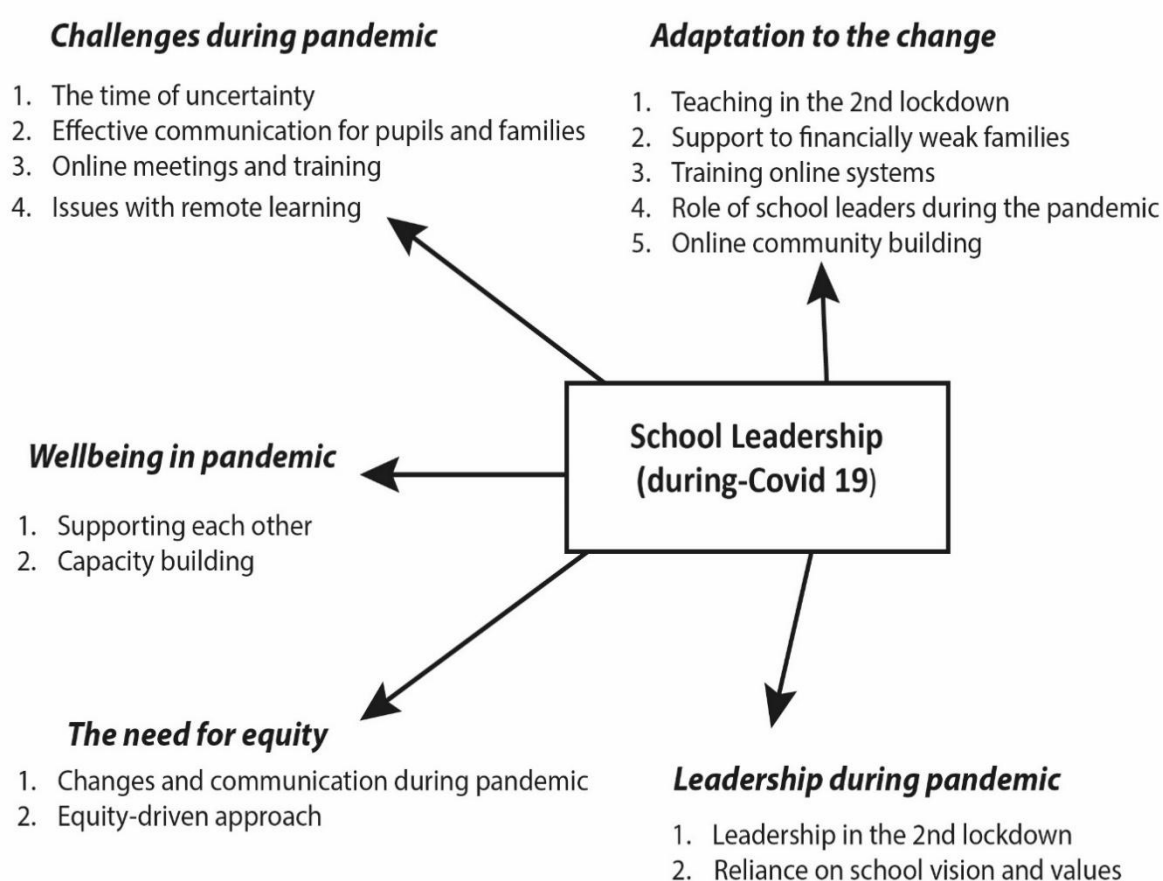 Challenges during pandemic
1. The time of uncertainty
2. Effective communication for pupils and families
3. Online meetings and training
4. Issues with remote learning
Adaptation to the change
1. Teaching in the 2nd lockdown
2. Support to financially weak families
3. Training online systems
4. Role of school leaders during the pandemic
5. Online community building
School Leadership
(during-Covid 19)
Wellbeing in pandemic
1. Supporting each other
2. Capacity building
The need for equity
1. Changes and communication during pandemic
2. Equity-driven approach
Leadership during pandemic
1. Leadership in the 2nd lockdown
2. Reliance on school vision and values